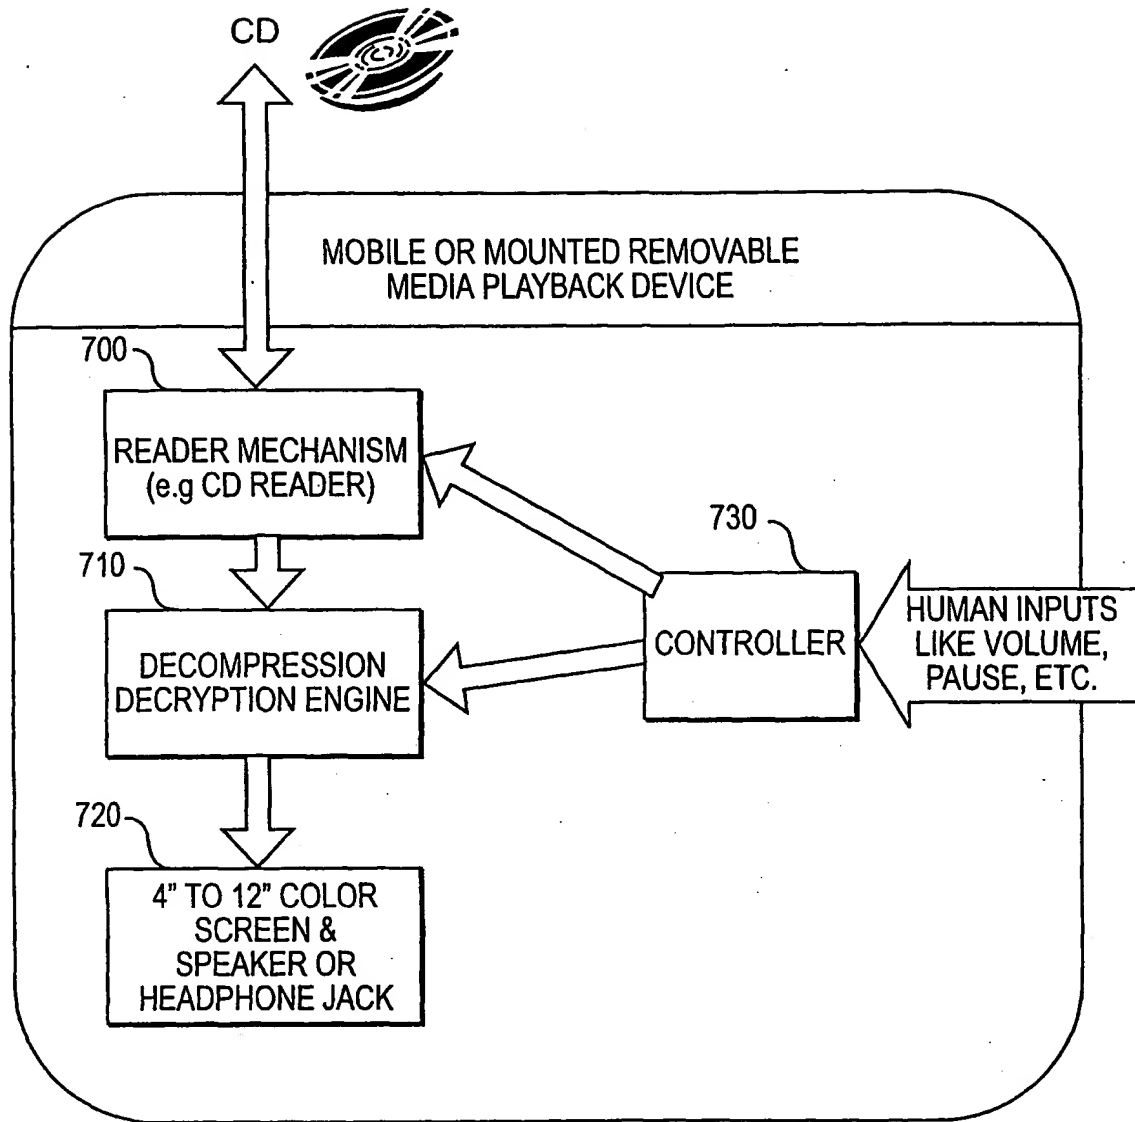 CD
MOBILE OR MOUNTED REMOVABLE
MEDIA PLAYBACK DEVICE
700
READER MECHANISM
(e.g CD READER)
710
DECOMPRESSION
DECRYPTION ENGINE
730
CONTROLLER
HUMAN INPUTS
LIKE VOLUME,
PAUSE, ETC.
720
4" TO 12" COLOR
SCREEN &
SPEAKER OR
HEADPHONE JACK